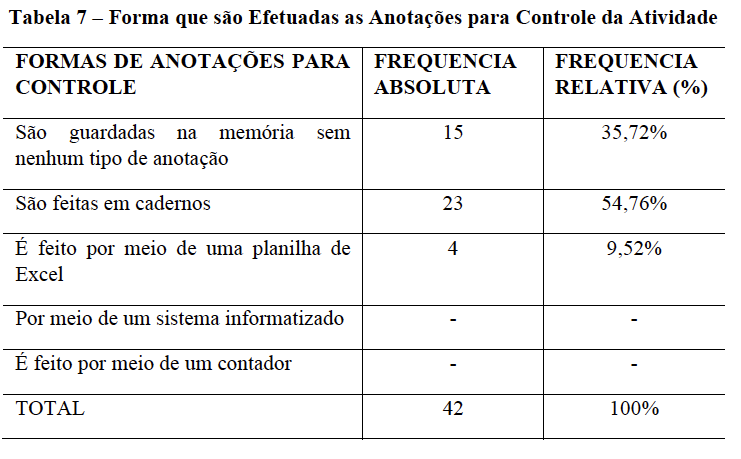 Tabela 7 – Forma que são Efetuadas as Anotações para Controle da Atividade
FORMAS DE ANOTAÇÕES PARA CONTROLE FREQUENCIA ABSOLUTA FREQUENCIA RELATIVA (%)
São guardadas na memória sem nenhum tipo de anotação 15 35,72%
São feitas em cadernos 23 54,76%
É feito por meio de uma planilha de Excel 4 9,52%
Por meio de um sistema informatizado - -
É feito por meio de um contador - -
TOTAL 42 100%